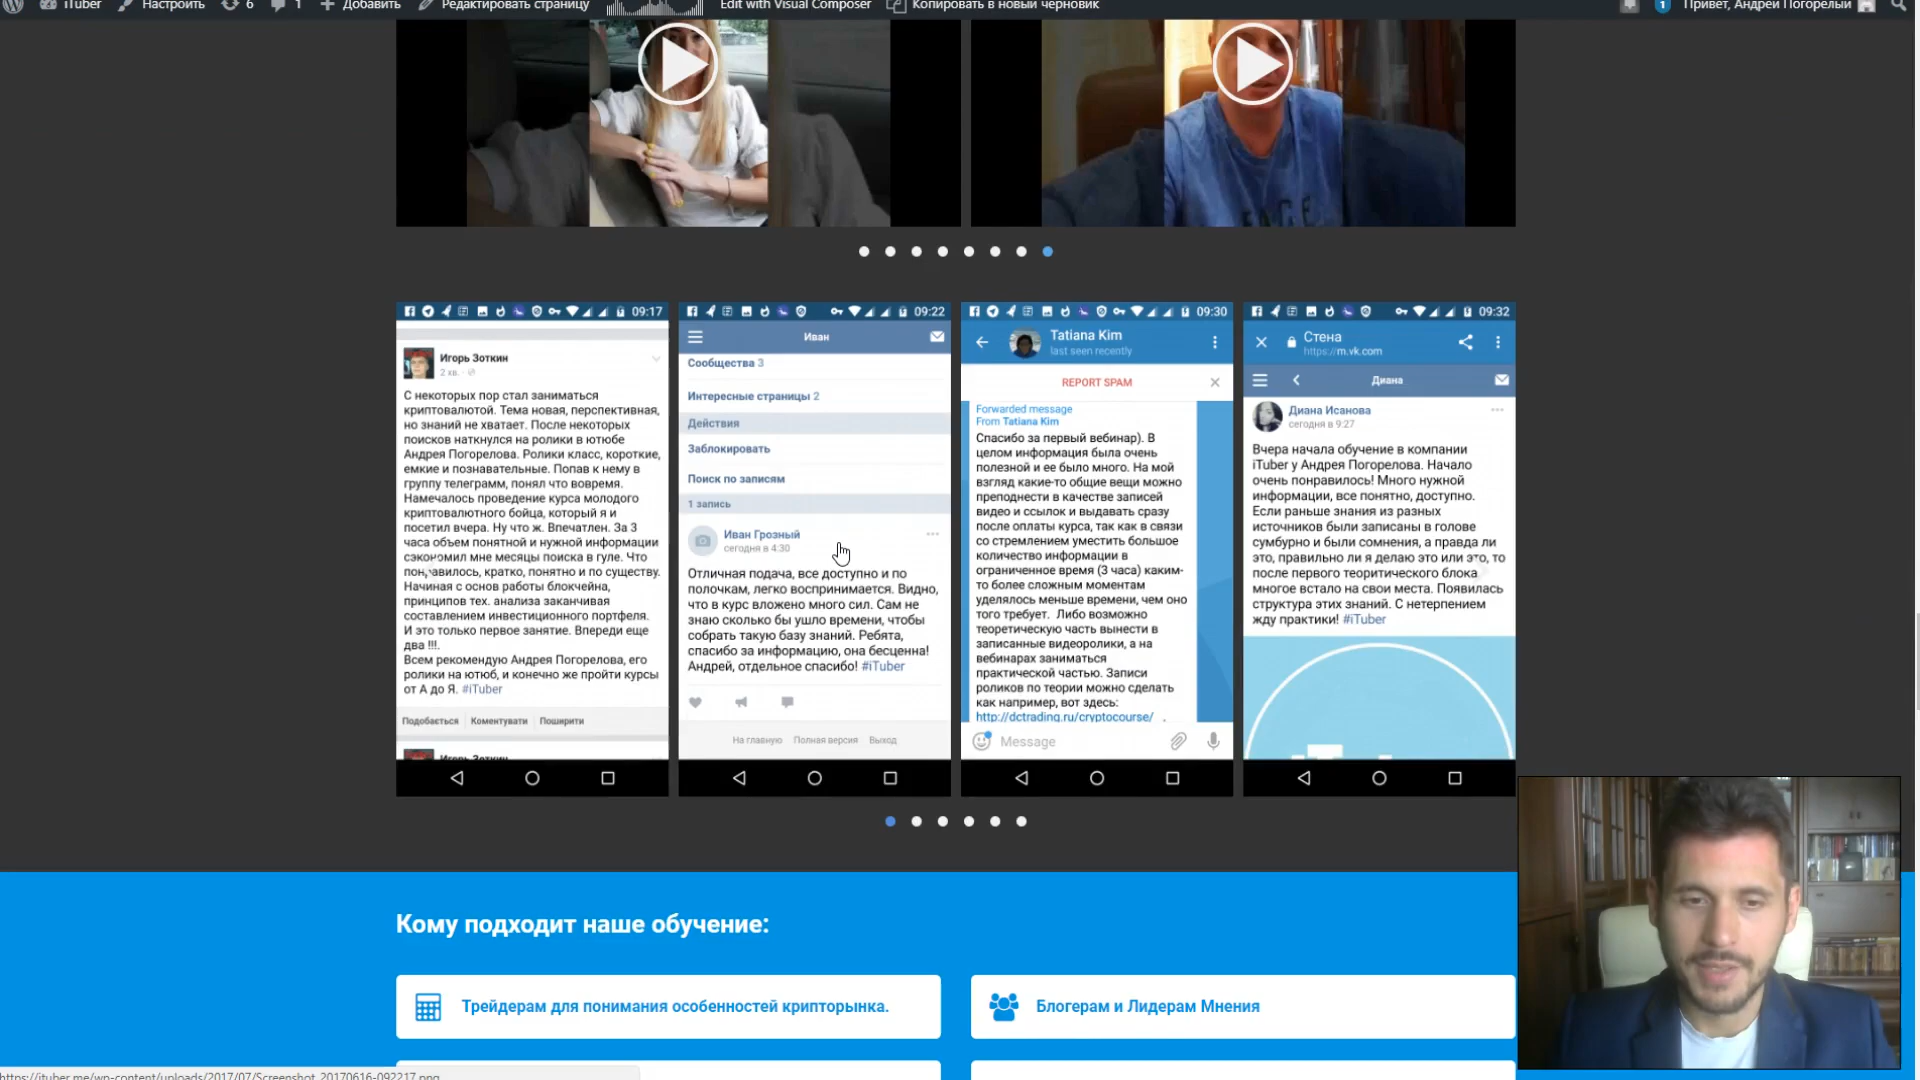 iTuber
Настроить
6
1
Добавить
Редактировать страницу
Edit with Visual Composer
Копировать в новый черновик
1
Привет, Андрей Погорелый
09:17
Игорь Зоткин
2 хв.
С некоторых пор стал заниматься
криптовалютой. Тема новая, перспективная,
но знаний не хватает. После некоторых
поисков наткнулся на ролики в ютюбе
Андрея Погорелова. Ролики класс, короткие,
емкие и познавательные. Попав к нему в
группу телеграмм, понял что вовремя.
Намечалось проведение курса молодого
криптовалютного бойца, который я и
посетил вчера. Ну что ж. Впечатлен. За 3
часа объем понятной и нужной информации
сэкономил мне месяцы поиска в гугле. Что
понравилось, кратко, понятно и по существу.
Начиная с основ работы блокчейна,
принципов тех. анализа заканчивая
составлением инвестиционного портфеля.
И это только первое занятие. Впереди еще
два !!!.
Всем рекомендую Андрея Погорелова, его
ролики на ютюб, и конечно же пройти курсы
от А до Я. #iTuber
Подобається Коментувати Поширити
Игорь Зоткин
09:22
Иван
Сообщества 3
Интересные страницы 2
Действия
Заблокировать
Поиск по записям
1 запись
Иван Грозный
сегодня в 4:30
Отличная подача, все доступно и по
полочкам, легко воспринимается. Видно,
что в курс вложено много сил. Сам не
знаю сколько бы ушло времени, чтобы
собрать такую базу знаний. Ребята,
спасибо за информацию, она бесценна!
Андрей, отдельное спасибо! #iTuber
На главную Полная версия Выход
09:30
Tatiana Kim
last seen recently
REPORT SPAM
Forwarded message
From Tatiana Kim
Спасибо за первый вебинар). В
целом информация была очень
полезной и ее было много. На мой
взгляд какие-то общие вещи можно
преподнести в качестве записей
видео и ссылок и выдавать сразу
после оплаты курса, так как в связи
со стремлением уместить большое
количество информации в
ограниченное время (3 часа) каким-
то более сложным моментам
уделялось меньше времени, чем оно
того требует. Либо возможно
теоретическую часть вынести в
записанные видеоролики, а на
вебинарах заниматься
практической частью. Записи
роликов по теории можно сделать
как например, вот здесь:
http://dctrading.ru/cryptocourse/
Message
09:32
Стена
https://m.vk.com
Диана
Диана Исанова
сегодня в 9:27
Вчера начала обучение в компании
iTuber у Андрея Погорелова. Начало
очень понравилось! Много нужной
информации, все понятно, доступно.
Если раньше знания из разных
источников были записаны в голове
сумбурно и были сомнения, а правда ли
это, правильно ли я делаю это или это, то
после первого теоритического блока
многое встало на свои места. Появилась
структура этих знаний. С нетерпением
жду практики! #iTuber
Кому подходит наше обучение:
Трейдерам для понимания особенностей крипторынка.
Блогерам и Лидерам Мнения
https://ituber.me/wp-content/uploads/2017/07/Screenshot_20170616-092217.png